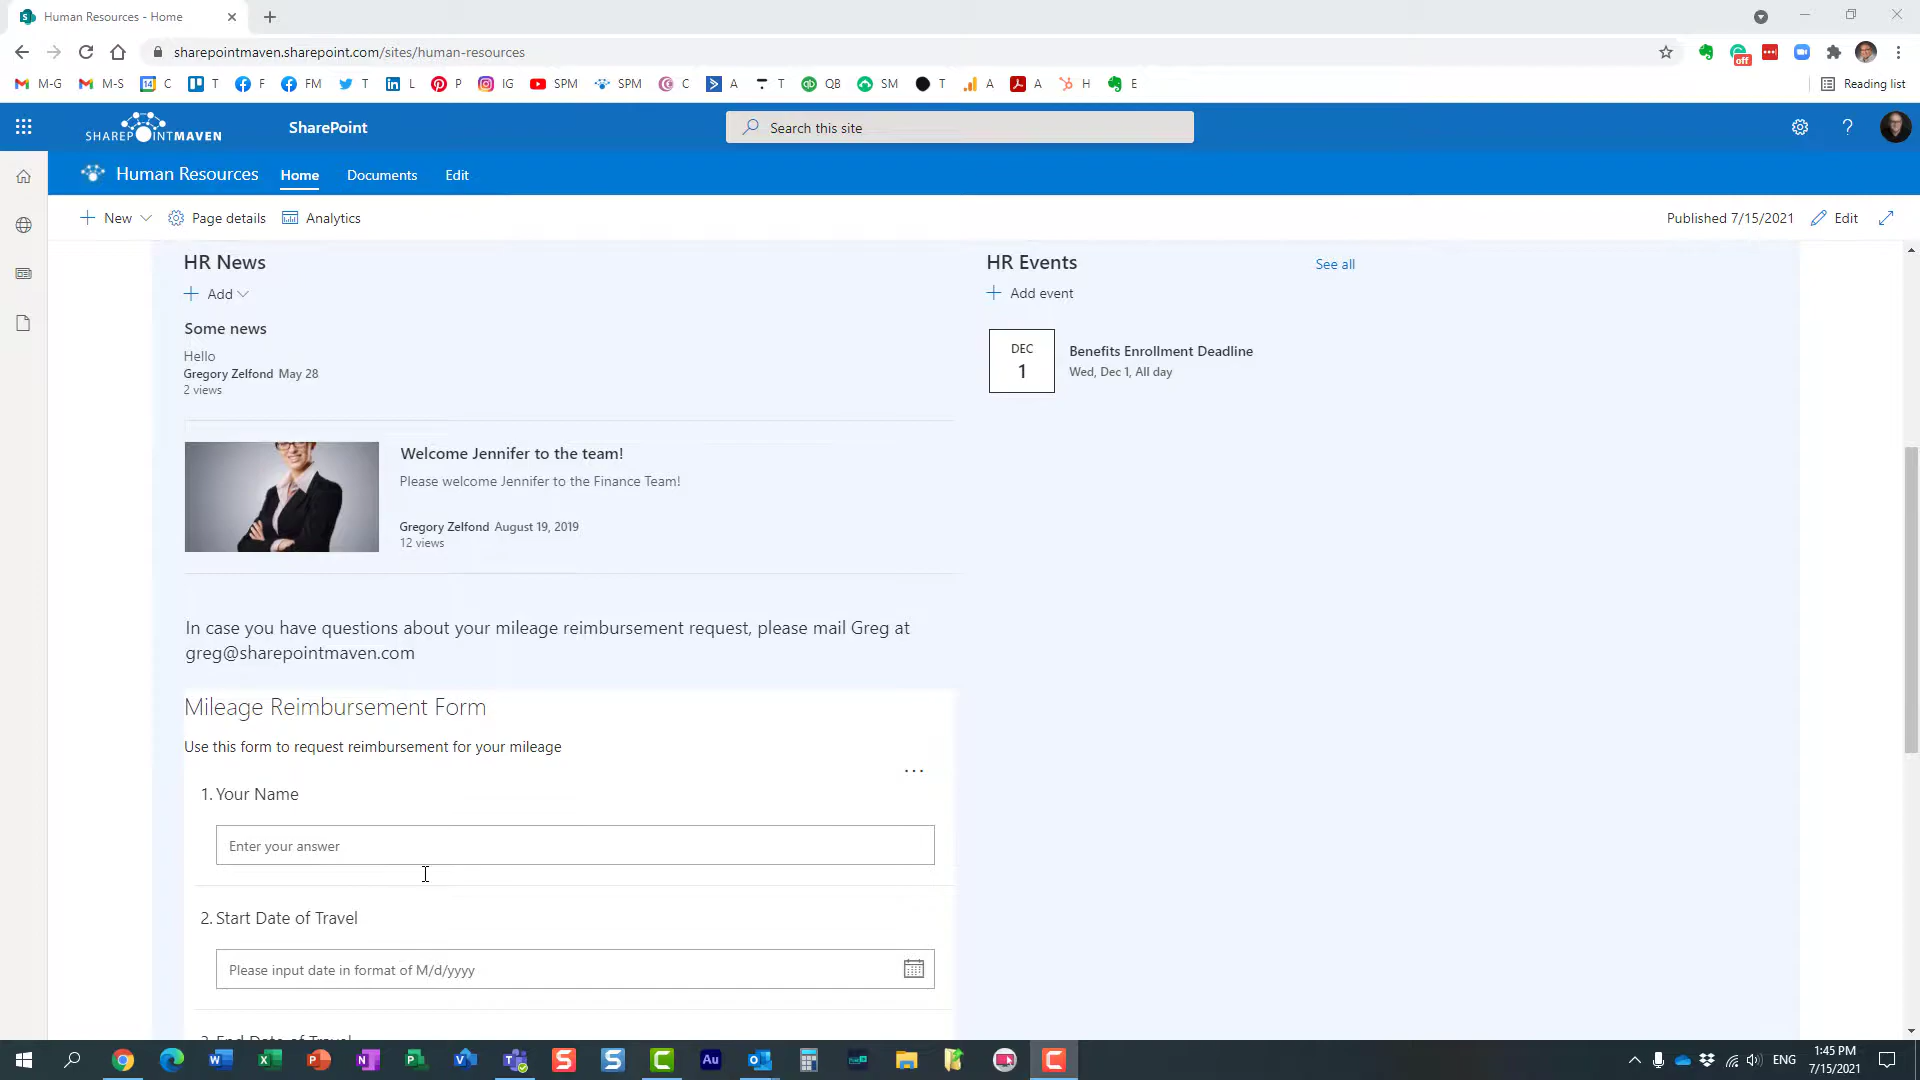 Human Resources - Home
sharepointmaven.sharepoint.com/sites/human-resources
M-G M-S C T F FM T L P IG SPM SPM C A T QB SM T A A H E Reading list
off
14
SHAREPOINTMAVEN SharePoint Search this site
Human Resources Home Documents Edit
New Page details Analytics Published 7/15/2021 Edit
HR News
Add
Some news
Hello
Gregory Zelfond May 28
2 views
Welcome Jennifer to the team!
Please welcome Jennifer to the Finance Team!
Gregory Zelfond August 19, 2019
12 views
HR Events See all
Add event
DEC
1
Benefits Enrollment Deadline
Wed, Dec 1, All day
In case you have questions about your mileage reimbursement request, please mail Greg at
greg@sharepointmaven.com
Mileage Reimbursement Form
Use this form to request reimbursement for your mileage
...
1. Your Name
Enter your answer
2. Start Date of Travel
Please input date in format of M/d/yyyy
3. End Date of Travel
ENG
1:45 PM
7/15/2021